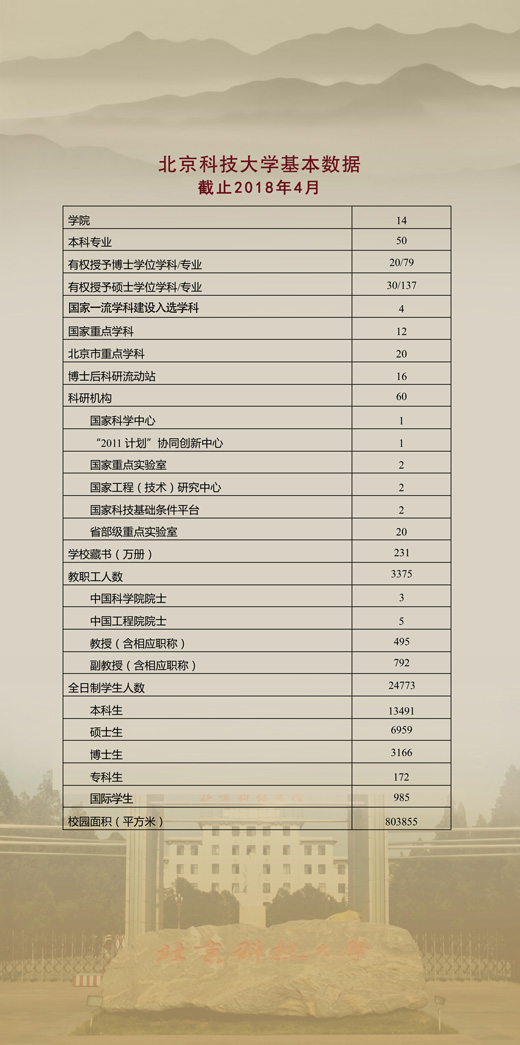 北京科技大学基本数据
截止2018年4月
学院 14
本科专业 50
有权授予博士学位学科/专业 20/79
有权授予硕士学位学科/专业 30/137
国家一流学科建设入选学科 4
国家重点学科 12
北京市重点学科 20
博士后科研流动站 16
科研机构 60
国家科学中心 1
“2011 计划”协同创新中心 1
国家重点实验室 2
国家工程（技术）研究中心 2
国家科技基础条件平台 2
省部级重点实验室 20
学校藏书（万册） 231
教职工人数 3375
中国科学院院士 3
中国工程院院士 5
教授（含相应职称） 495
副教授（含相应职称） 792
全日制学生人数 24773
本科生 13491
硕士生 6959
博士生 3166
专科生 172
国际学生 985
校园面积（平方米） 803855
北京科技大学
北京科技大学